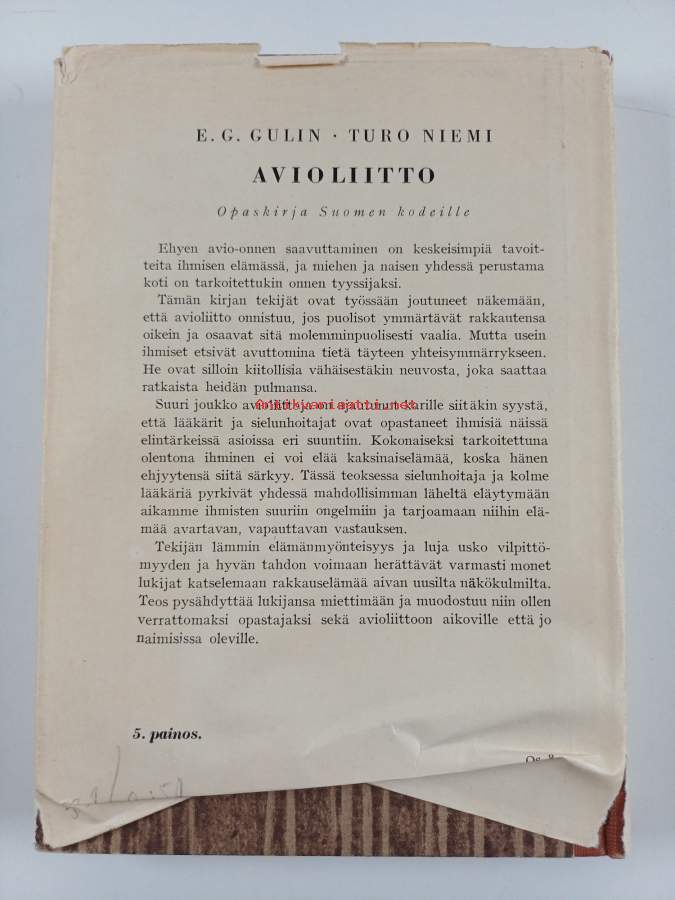 E. G. GULIN · TURO NIEMI
AVIOLIITTO
Opaskirja Suomen kodeille
Ehyen avio-onnen saavuttaminen on keskeisimpiä tavoit-
teita ihmisen elämässä, ja miehen ja naisen yhdessä perustama
koti on tarkoitettukin onnen tyyssijaksi.
Tämän kirjan tekijät ovat työssään joutuneet näkemään,
että avioliitto onnistuu, jos puolisot ymmärtävät rakkautensa
oikein ja osaavat sitä molemminpuolisesti vaalia. Mutta usein
ihmiset etsivät avuttomina tietä täyteen yhteisymmärrykseen.
He ovat silloin kiitollisia vähäisestäkin neuvosta, joka saattaa
ratkaista heidän pulmansa.
Suuri joukko avioliittoja on ajautunut karille siitäkin syystä,
että lääkärit ja sielunhoitajat ovat opastaneet ihmisiä näissä
elintärkeissä asioissa eri suuntiin. Kokonaiseksi tarkoitettuna
olentona ihminen ei voi elää kaksinaiselämää, koska hänen
ehjyytensä siitä särkyy. Tässä teoksessa sielunhoitaja ja kolme
lääkäriä pyrkivät yhdessä mahdollisimman läheltä eläytymään
aikamme ihmisten suuriin ongelmiin ja tarjoamaan niihin elä-
mää avartavan, vapauttavan vastauksen.
Tekijän lämmin elämänmyönteisyys ja luja usko vilpittö-
myyden ja hyvän tahdon voimaan herättävät varmasti monet
lukijat katselemaan rakkauselämää aivan uusilta näkökulmilta.
Teos pysähdyttää lukijansa miettimään ja muodostuu niin ollen
verrattomaksi opastajaksi sekä avioliittoon aikoville että jo
naimisissa oleville.
5. painos.